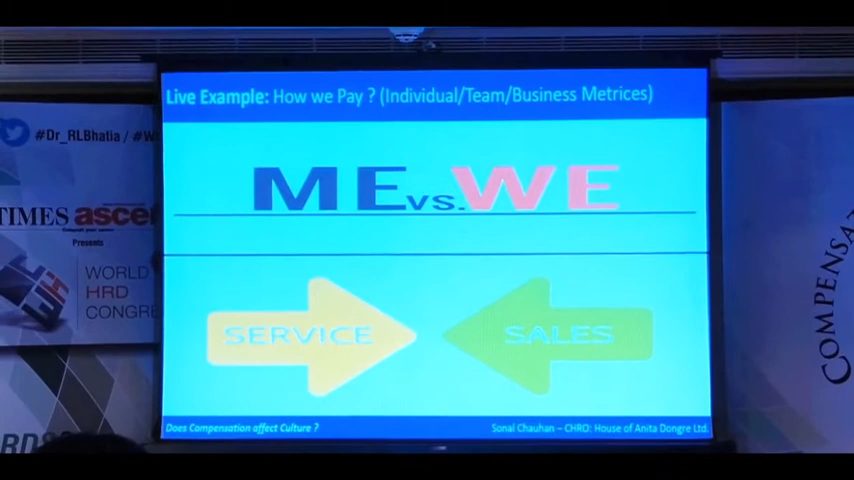 Live Example: How we Pay ? (Individual/Team/Business Metrices)
ME vs. WE
SERVICE
SALES
Does Compensation affect Culture ?
Sonal Chauhan – CHRO: House of Anita Dongre Ltd.
#Dr_RLBhatia / #W
TIMES ascen
Presents
WORLD
HRD
CONGRE
COMPENSAT